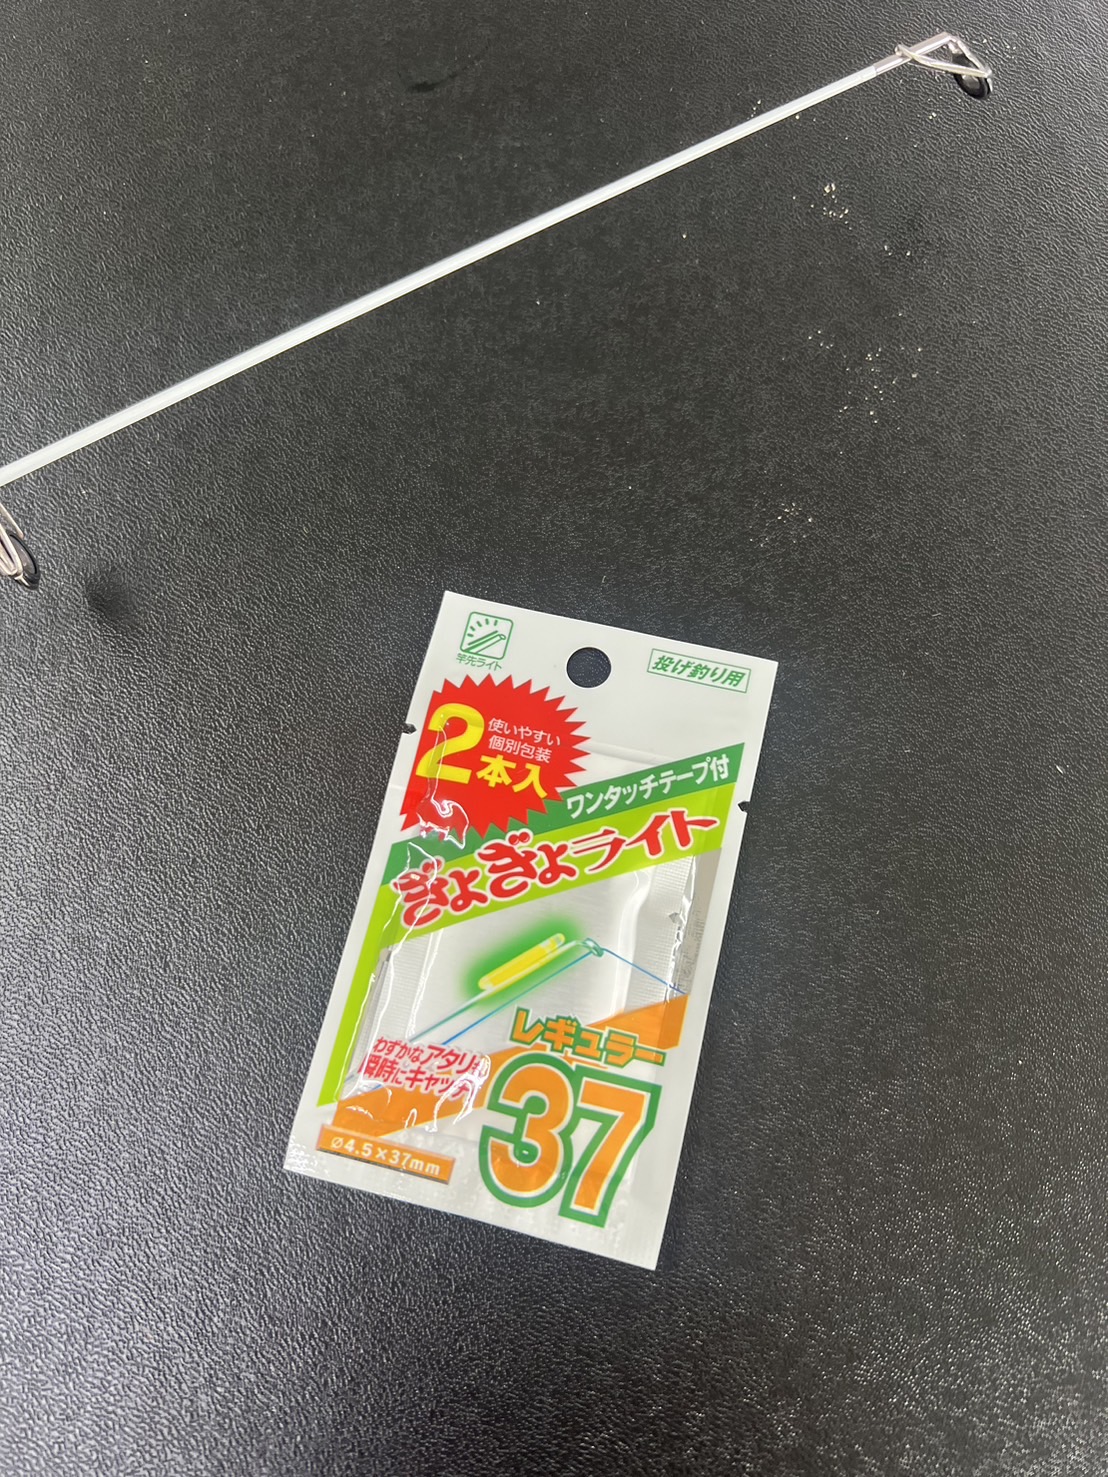 竿先ライト
投げ釣り用
2本入
使いやすい
個別包装
ワンタッチテープ付
ぎょぎょライト
レギュラー
37
わずかなアタリも
瞬時にキャッチ
∅4.5×37mm